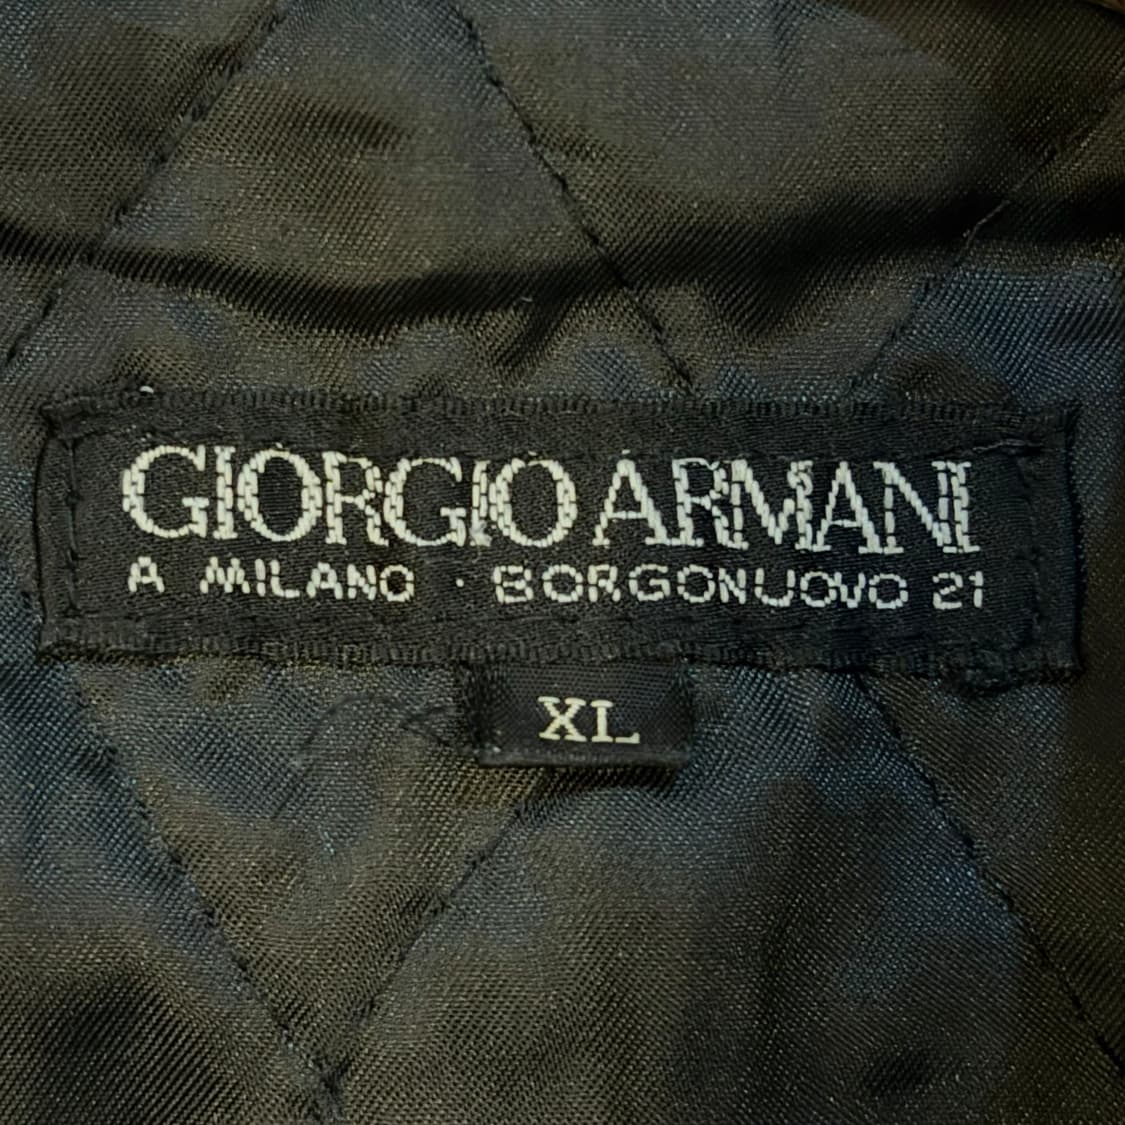 GIORGIO ARMANI
A MILANO · BORGONUOVO 21
XL